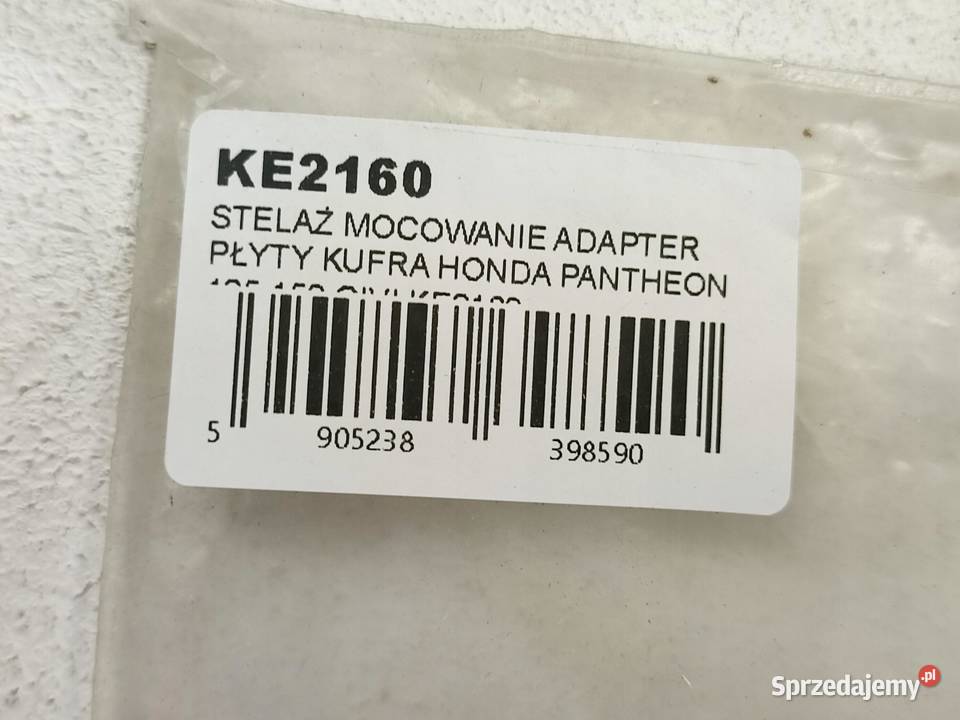 KE2160
STELAŻ MOCOWANIE ADAPTER
PŁYTY KUFRA HONDA PANTHEON
5 905238 398590
Sprzedajemy.pl